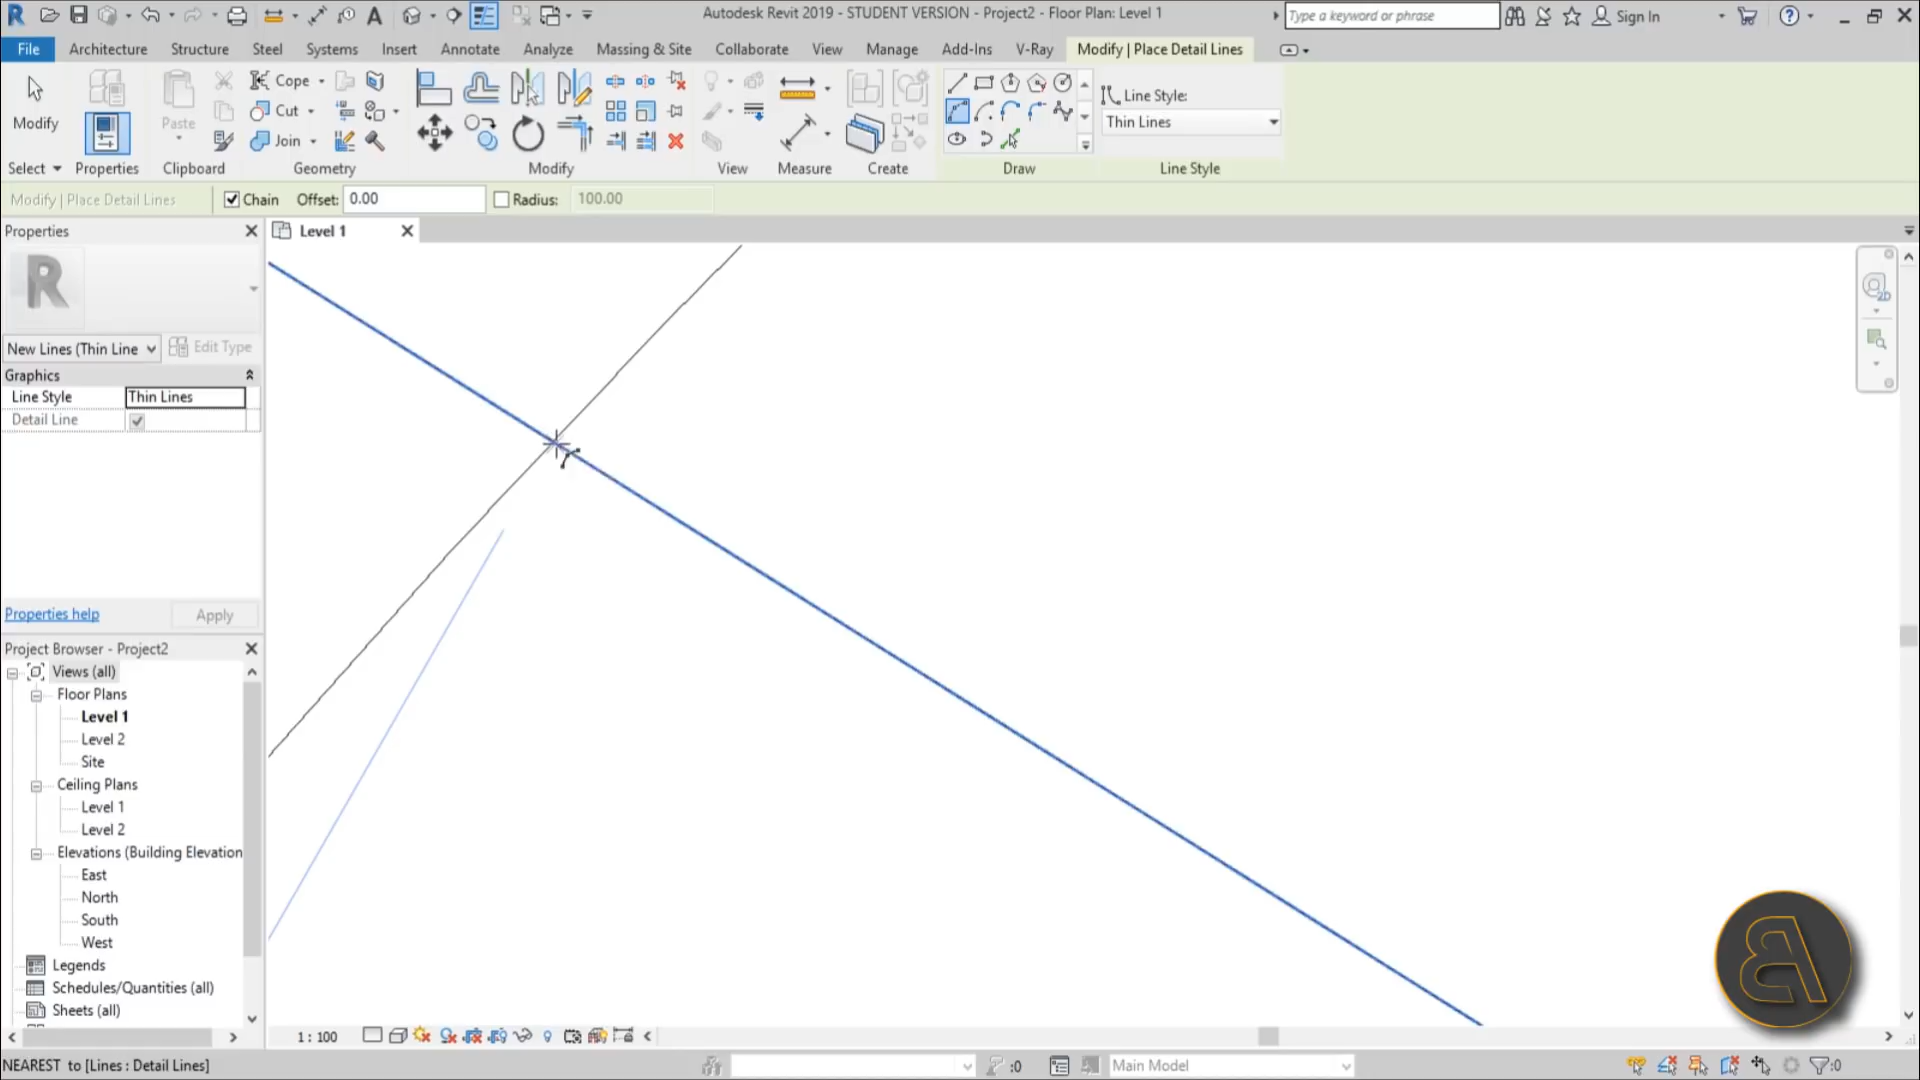 Autodesk Revit 2019 - STUDENT VERSION - Project2 - Floor Plan: Level 1
Type a keyword or phrase
Sign In
File Architecture Structure Steel Systems Insert Annotate Analyze Massing & Site Collaborate View Manage Add-Ins V-Ray Modify | Place Detail Lines
Modify
Paste
Cope
Cut
Join
Line Style:
Thin Lines
Select Properties Clipboard Geometry Modify View Measure Create Draw Line Style
Modify | Place Detail Lines Chain Offset: 0.00 Radius: 100.00
Properties
Level 1
R
New Lines (Thin Line Edit Type
Graphics
Line Style Thin Lines
Detail Line
2D
Properties help Apply
Project Browser - Project2
Views (all)
Floor Plans
Level 1
Level 2
Site
Ceiling Plans
Level 1
Level 2
Elevations (Building Elevation
East
North
South
West
Legends
Schedules/Quantities (all)
Sheets (all)
1 : 100
NEAREST to [Lines : Detail Lines]
:0
Main Model
:0